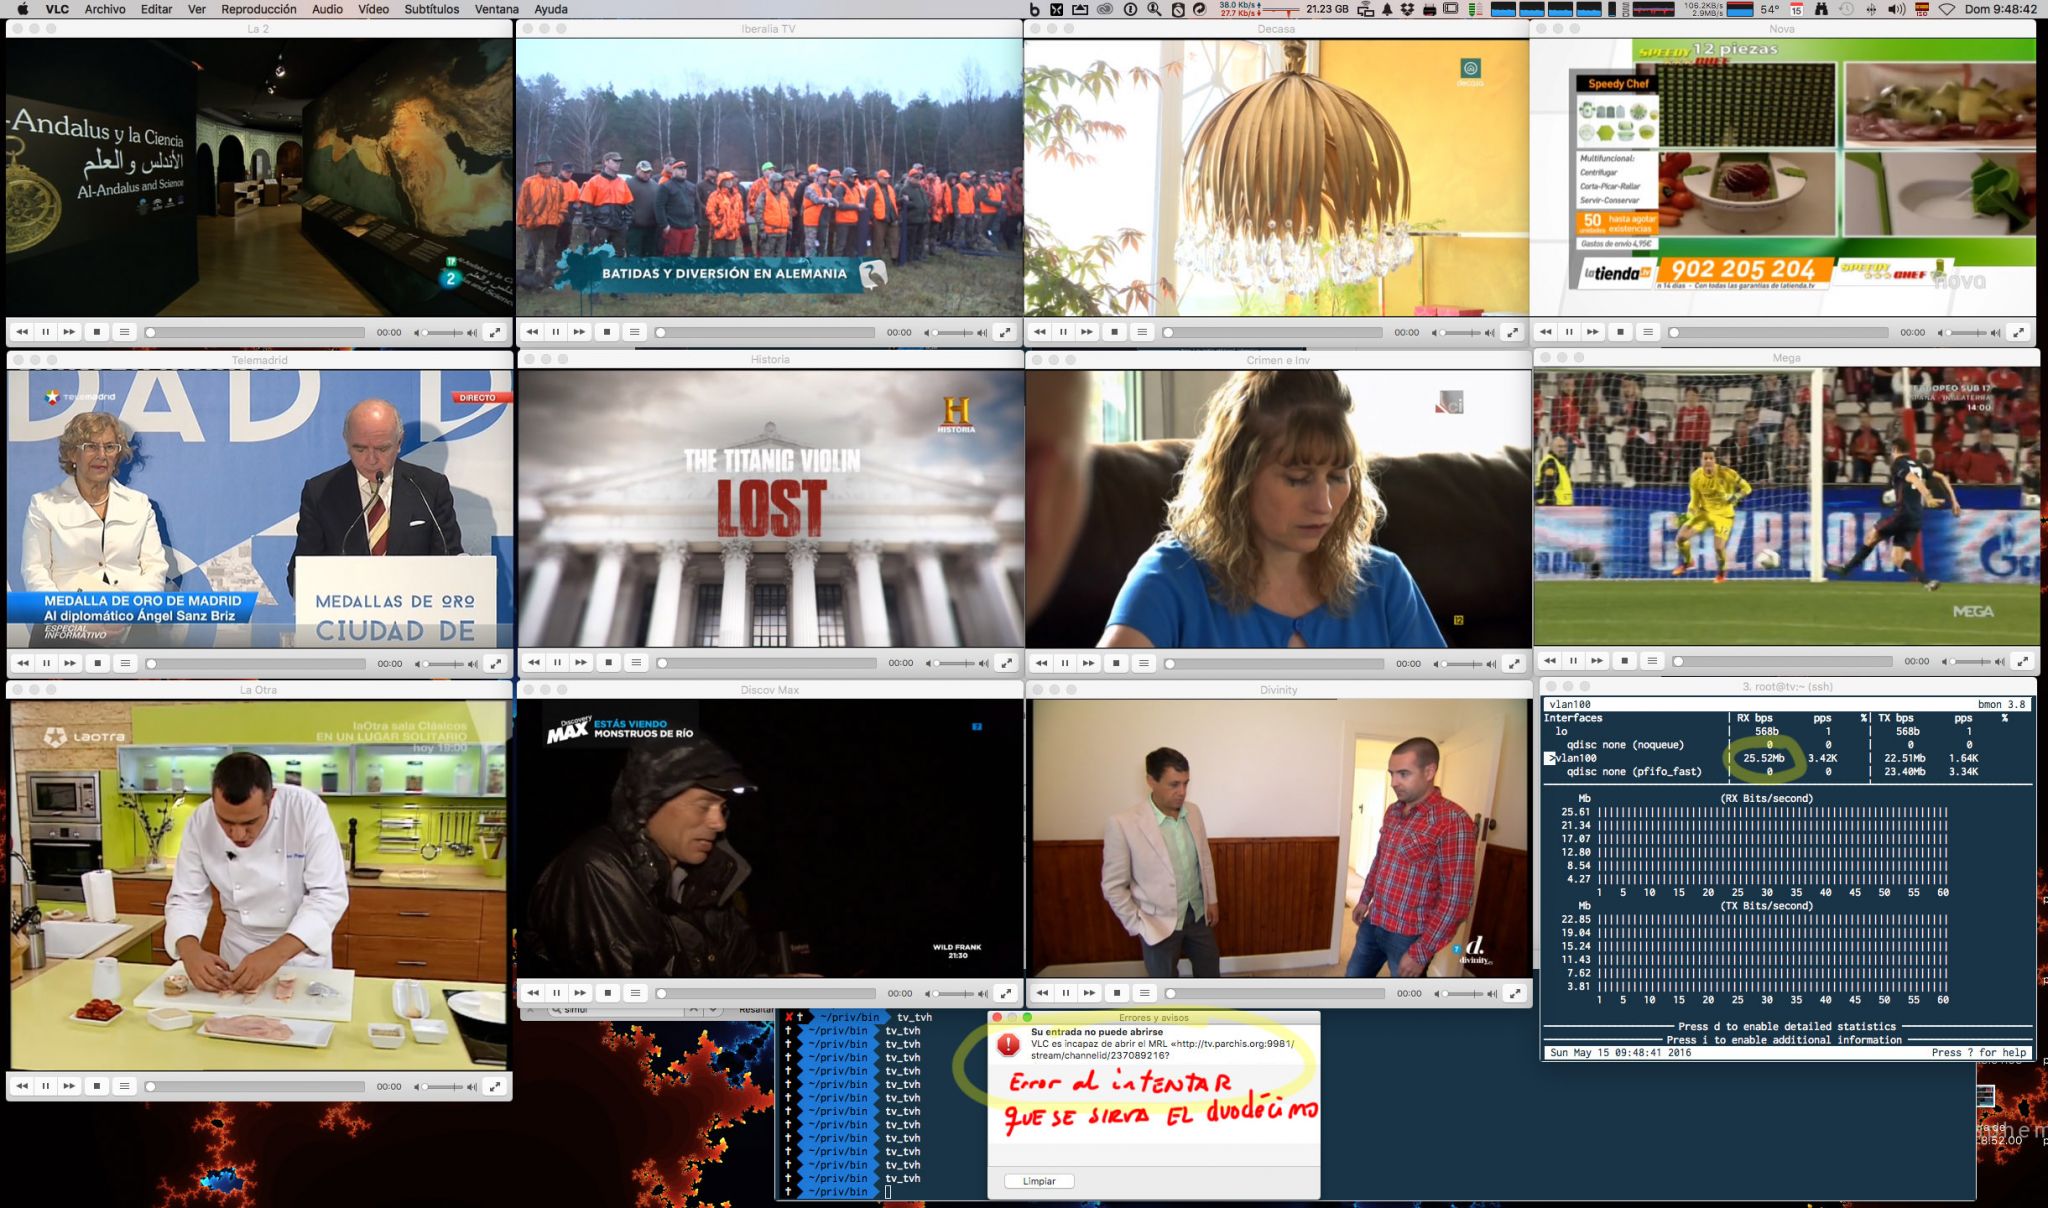 VLC Archivo Editar Ver Reproducción Audio Vídeo Subtítulos Ventana Ayuda
38.0 Kb/s
27.7 Kb/s
21.23 GB
106.2KB/s
2.9MB/s
54°
15
Dom 9:48:42
La 2
-Andalus y la Ciencia
الأندلس والعلم
Al-Andalus and Science
TP
2
00:00
Iberalia TV
BATIDAS Y DIVERSIÓN EN ALEMANIA
00:00
Decasa
decasa
00:00
Nova
SPEEDY 12 piezas
CHEF
Speedy Chef
Multifuncional:
Centrifugar
Corta-Picar-Rallar
Servir-Conservar
50 hasta agotar
unidades existencias
Gastos de envío 4,95€
latienda.tv
902 205 204
SPEEDY CHEF
n 14 días - Con todas las garantías de latienda.tv
nova
00:00
Telemadrid
Telemadrid
DIRECTO
DAD D
MEDALLA DE ORO DE MADRID
Al diplomático Ángel Sanz Briz
ESPECIAL
INFORMATIVO
MEDALLAS DE ORO
CIUDAD DE
00:00
Historia
H
HISTORIA
THE TITANIC VIOLIN
LOST
00:00
Crimen e Inv
ci
12
00:00
Mega
EUROPEO SUB 17
ESPAÑA - INGLATERRA
14:00
GAZPROM
MEGA
00:00
La Otra
LaOtra
laOtra sala Clásicos
EN UN LUGAR SOLITARIO
hoy 19:00
00:00
Discov Max
Discovery
MAX
ESTÁS VIENDO
MONSTRUOS DE RÍO
7
WILD FRANK
21:30
00:00
Divinity
7
d.
divinity.es
00:00
3. root@tv:~ (ssh)
vlan100 bmon 3.8
Interfaces | RX bps pps %| TX bps pps %
lo | 568b 1 | 568b 1
qdisc none (noqueue) | 0 0 | 0 0
>vlan100 | 25.52Mb 3.42K | 22.51Mb 1.64K
qdisc none (pfifo_fast) | 0 0 | 23.40Mb 3.34K
Mb (RX Bits/second)
25.61
21.34
17.07
12.80
8.54
4.27
1 5 10 15 20 25 30 35 40 45 50 55 60
Mb (TX Bits/second)
22.85
19.04
15.24
11.43
7.62
3.81
1 5 10 15 20 25 30 35 40 45 50 55 60
Press d to enable detailed statistics
Press i to enable additional information
Sun May 15 09:48:41 2016 Press ? for help
simul
Resaltar
✘ ✝ ~/priv/bin tv_tvh
✝ ~/priv/bin tv_tvh
✝ ~/priv/bin tv_tvh
✝ ~/priv/bin tv_tvh
✝ ~/priv/bin tv_tvh
✝ ~/priv/bin tv_tvh
✝ ~/priv/bin tv_tvh
✝ ~/priv/bin tv_tvh
✝ ~/priv/bin tv_tvh
✝ ~/priv/bin tv_tvh
✝ ~/priv/bin tv_tvh
✝ ~/priv/bin tv_tvh
✝ ~/priv/bin tv_tvh
✝ ~/priv/bin
Errores y avisos
Su entrada no puede abrirse
VLC es incapaz de abrir el MRL «http://tv.parchis.org:9981/
stream/channelid/237089216?
Error al intENTAR
QUE SE SIRVA EL duodécimo
Limpiar